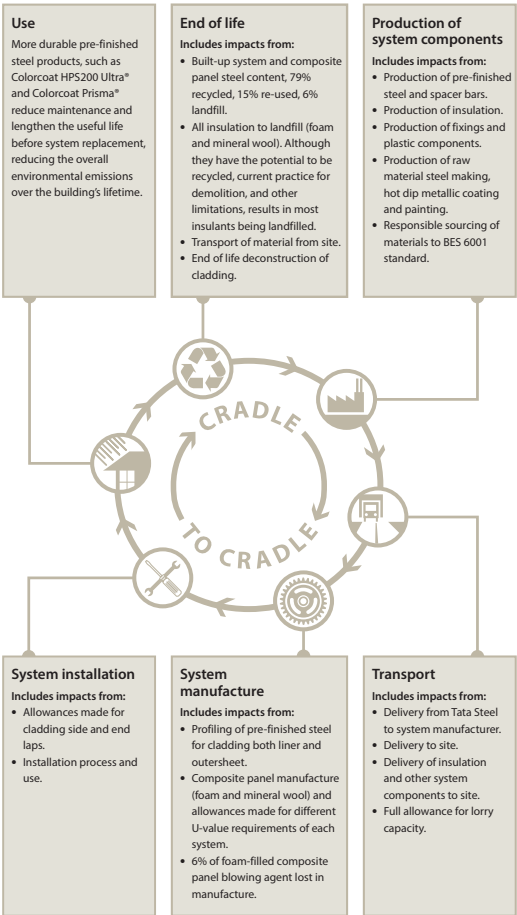 Use
More durable pre-finished
steel products, such as
Colorcoat HPS200 Ultra®
and Colorcoat Prisma®
reduce maintenance and
lengthen the useful life
before system replacement,
reducing the overall
environmental emissions
over the building's lifetime.
End of life
Includes impacts from:
• Built-up system and composite
panel steel content, 79%
recycled, 15% re-used, 6%
landfill.
• All insulation to landfill (foam
and mineral wool). Although
they have the potential to be
recycled, current practice for
demolition, and other
limitations, results in most
insulants being landfilled.
• Transport of material from site.
• End of life deconstruction of
cladding.
Production of
system components
Includes impacts from:
• Production of pre-finished
steel and spacer bars.
• Production of insulation.
• Production of fixings and
plastic components.
• Production of raw
material steel making,
hot dip metallic coating
and painting.
• Responsible sourcing of
materials to BES 6001
standard.
CRADLE
TO CRADLE
System installation
Includes impacts from:
• Allowances made for
cladding side and end
laps.
• Installation process and
use.
System
manufacture
Includes impacts from:
• Profiling of pre-finished steel
for cladding both liner and
outersheet.
• Composite panel manufacture
(foam and mineral wool) and
allowances made for different
U-value requirements of each
system.
• 6% of foam-filled composite
panel blowing agent lost in
manufacture.
Transport
Includes impacts from:
• Delivery from Tata Steel
to system manufacturer.
• Delivery to site.
• Delivery of insulation
and other system
components to site.
• Full allowance for lorry
capacity.